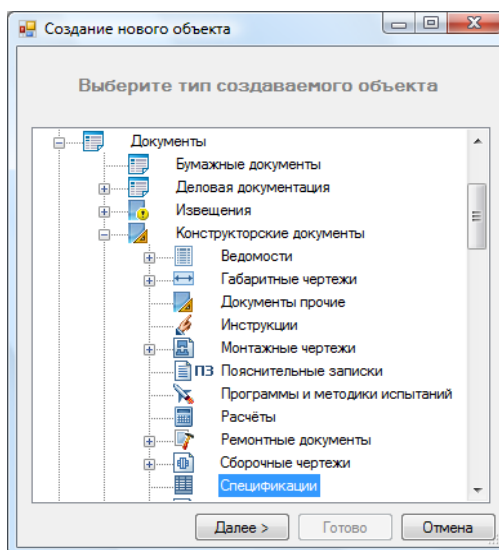 Создание нового объекта
Выберите тип создаваемого объекта
Документы
Бумажные документы
Деловая документация
Извещения
Конструкторские документы
Ведомости
Габаритные чертежи
Документы прочие
Инструкции
Монтажные чертежи
ПЗ Пояснительные записки
Программы и методики испытаний
Расчёты
Ремонтные документы
Сборочные чертежи
Спецификации
Далее > Готово Отмена